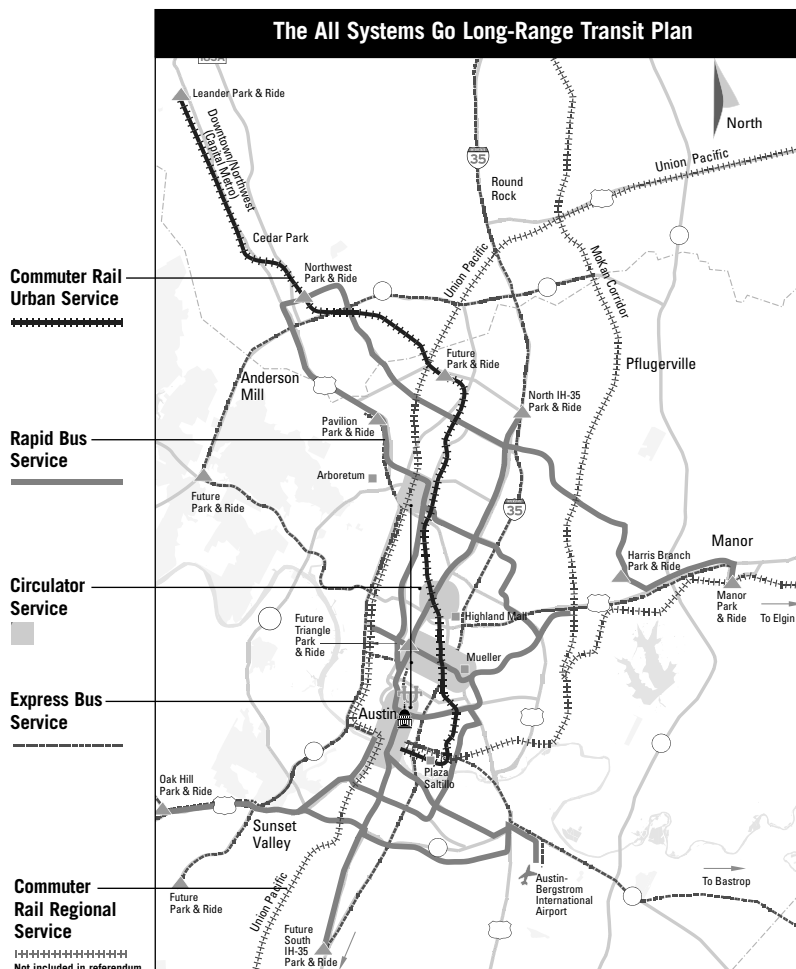 The All Systems Go Long-Range Transit Plan
183A
Leander Park & Ride
Downtown/Northwest
(Capital Metro)
North
35
Round
Rock
Union Pacific
Cedar Park
Union Pacific
MoKan Corridor
Northwest
Park & Ride
Commuter Rail
Urban Service
Anderson
Mill
Future
Park & Ride
Pflugerville
North IH-35
Park & Ride
Pavilion
Park & Ride
Rapid Bus
Service
Arboretum
Future
Park & Ride
35
Manor
Harris Branch
Park & Ride
Circulator
Service
Manor
Park
& Ride
To Elgin
Highland Mall
Future
Triangle
Park
& Ride
Mueller
Express Bus
Service
Austin
Plaza
Saltillo
Oak Hill
Park & Ride
Sunset
Valley
Commuter
Rail Regional
Service
Not included in referendum
Future
Park & Ride
Union Pacific
Austin-
Bergstrom
International
Airport
To Bastrop
Future
South
IH-35
Park & Ride